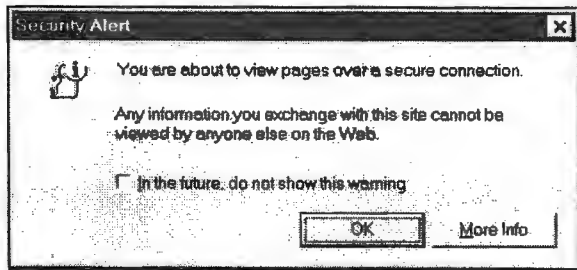 Security Alert
You are about to view pages over a secure connection.
Any information you exchange with this site cannot be
viewed by anyone else on the Web.
In the future, do not show this warning
OK
More Info